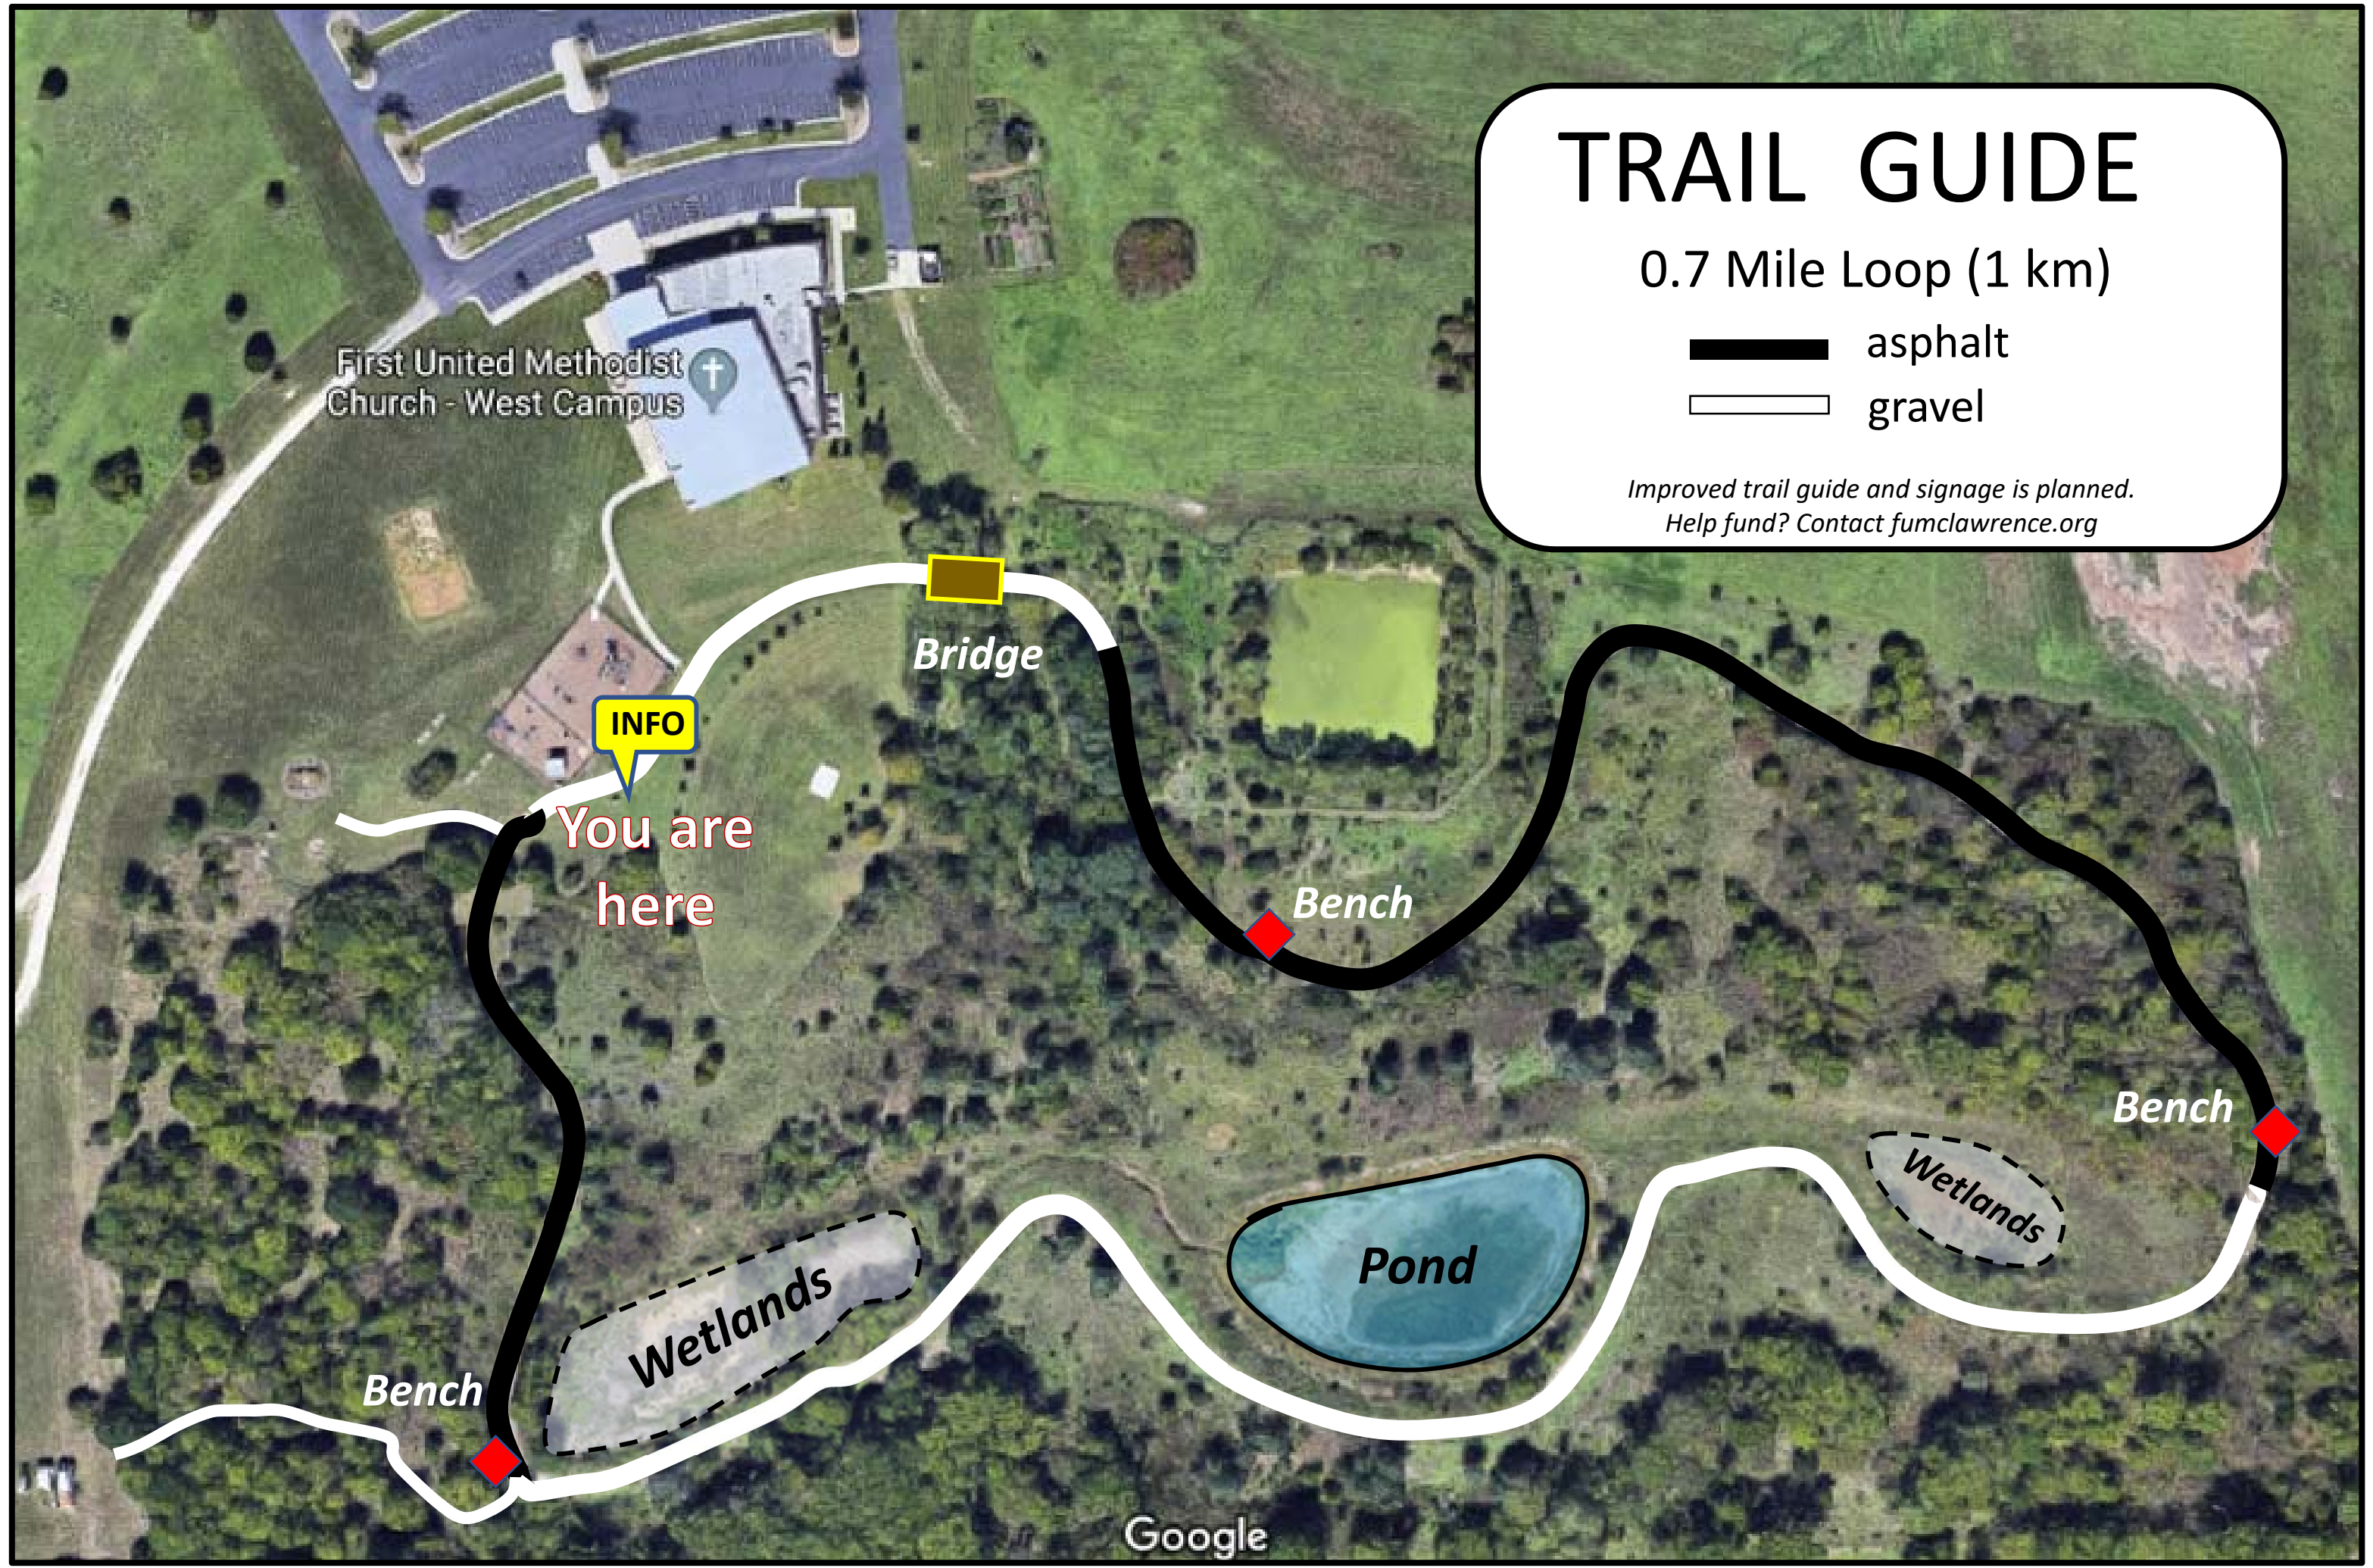 TRAIL GUIDE
0.7 Mile Loop (1 km)
asphalt
gravel
Improved trail guide and signage is planned.
Help fund? Contact fumclawrence.org
First United Methodist
Church - West Campus
Bridge
INFO
You are
here
Bench
Bench
Wetlands
Pond
Wetlands
Bench
Google